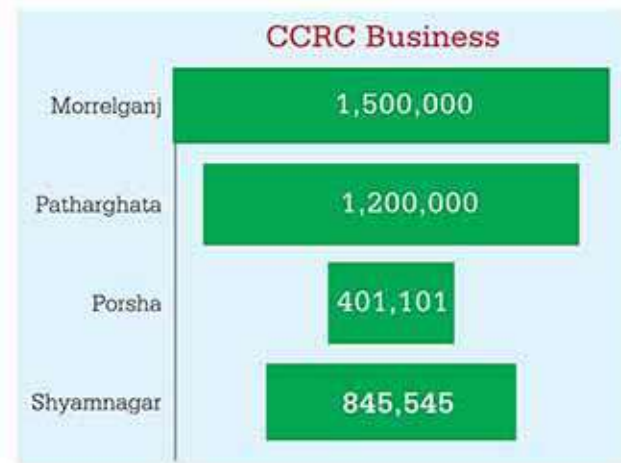 CCRC Business
Morrelganj 1,500,000
Patharghata 1,200,000
Porsha 401,101
Shyamnagar 845,545